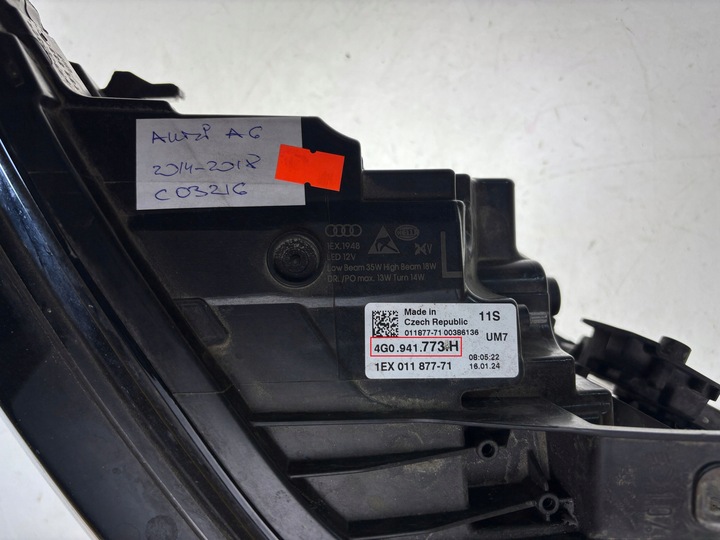 AUDI A6
2014-2018
C03216
1EX.1948
LED 12V
Low Beam 35W High Beam 18W
DR./PO max. 13W Turn 14W
HELLA
V
L
Made in
Czech Republic
11S
011877-71 00386136
UM7
4G0.941.773.H
1EX 011 877-71
08:05:22
16.01.24